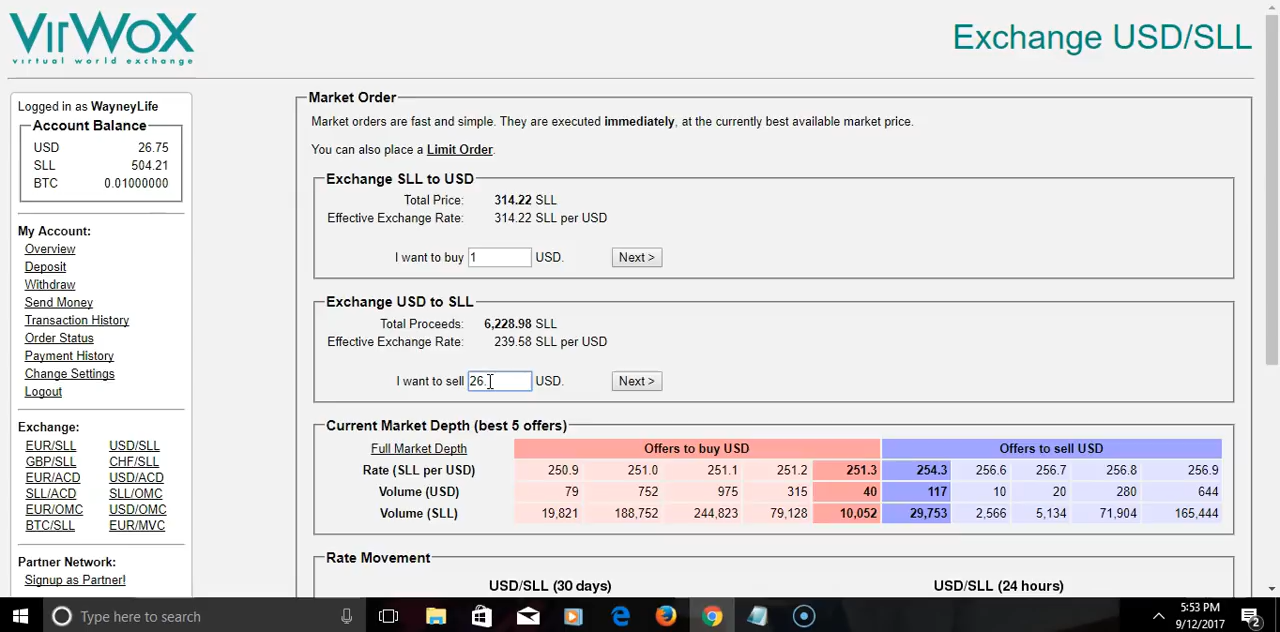 VirWoX
virtual world exchange
Exchange USD/SLL
Logged in as WayneyLife
Account Balance
USD 26.75
SLL 504.21
BTC 0.01000000
My Account:
Overview
Deposit
Withdraw
Send Money
Transaction History
Order Status
Payment History
Change Settings
Logout
Exchange:
EUR/SLL USD/SLL
GBP/SLL CHF/SLL
EUR/ACD USD/ACD
SLL/ACD SLL/OMC
EUR/OMC USD/OMC
BTC/SLL EUR/MVC
Partner Network:
Signup as Partner!
Market Order
Market orders are fast and simple. They are executed immediately, at the currently best available market price.
You can also place a Limit Order.
Exchange SLL to USD
Total Price: 314.22 SLL
Effective Exchange Rate: 314.22 SLL per USD
I want to buy 1 USD. Next >
Exchange USD to SLL
Total Proceeds: 6,228.98 SLL
Effective Exchange Rate: 239.58 SLL per USD
I want to sell 26. USD. Next >
Current Market Depth (best 5 offers)
Full Market Depth Offers to buy USD Offers to sell USD
Rate (SLL per USD) 250.9 251.0 251.1 251.2 251.3 254.3 256.6 256.7 256.8 256.9
Volume (USD) 79 752 975 315 40 117 10 20 280 644
Volume (SLL) 19,821 188,752 244,823 79,128 10,052 29,753 2,566 5,134 71,904 165,444
Rate Movement
USD/SLL (30 days) USD/SLL (24 hours)
Type here to search
5:53 PM
9/12/2017
2